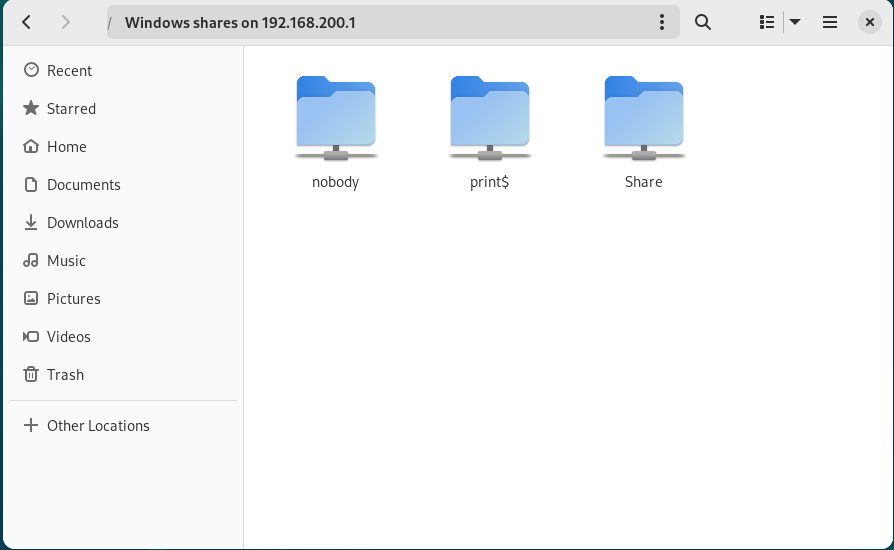 / Windows shares on 192.168.200.1
Recent
Starred
Home
Documents
Downloads
Music
Pictures
Videos
Trash
Other Locations
nobody
print$
Share